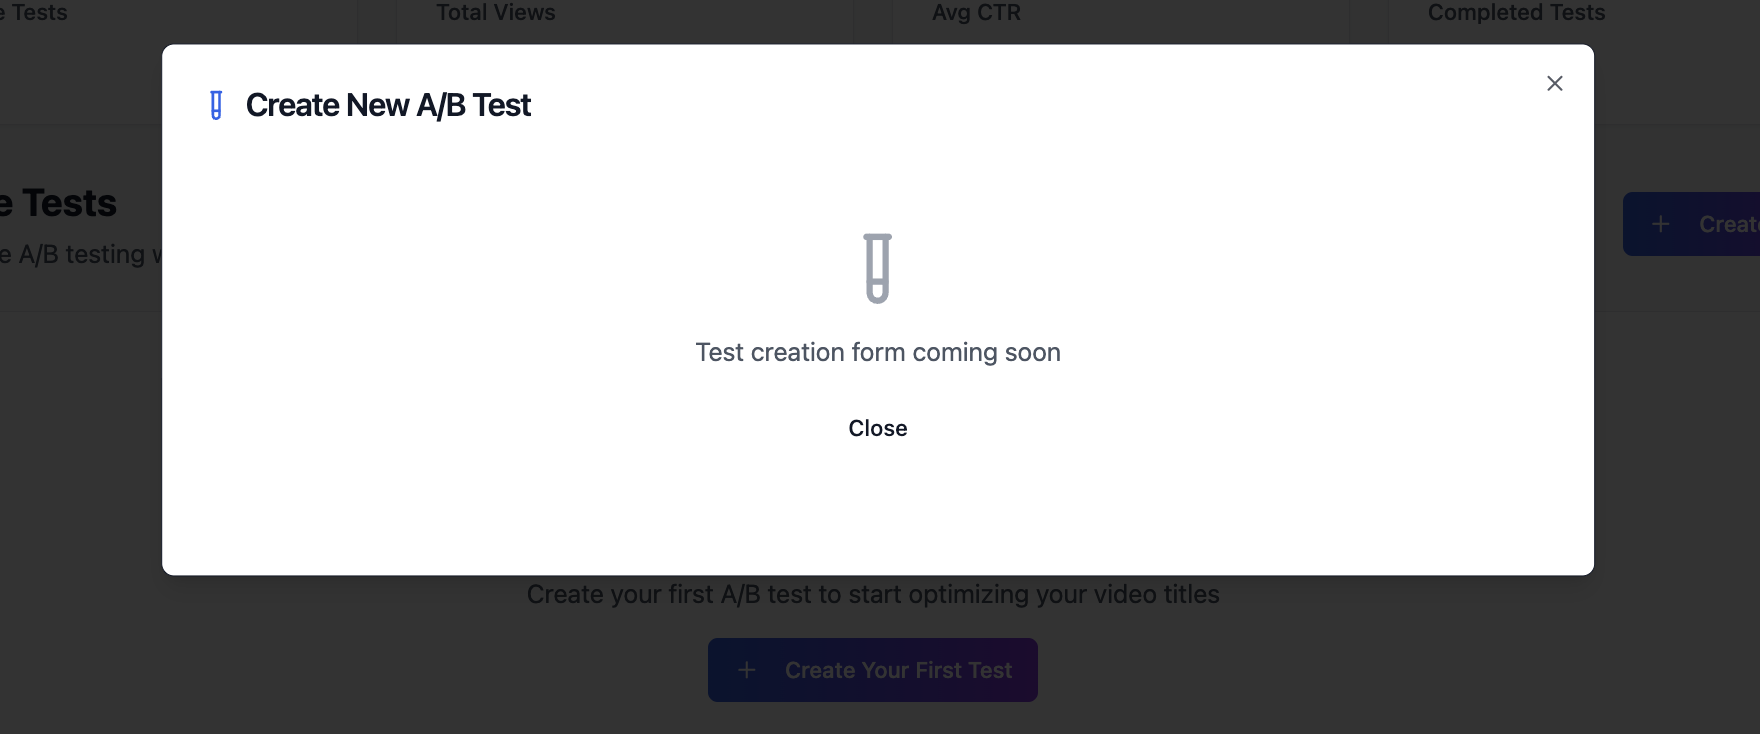 e Tests
Total Views
Avg CTR
Completed Tests
Create New A/B Test
e Tests
e A/B testing w
Creat
Test creation form coming soon
Close
Create your first A/B test to start optimizing your video titles
Create Your First Test